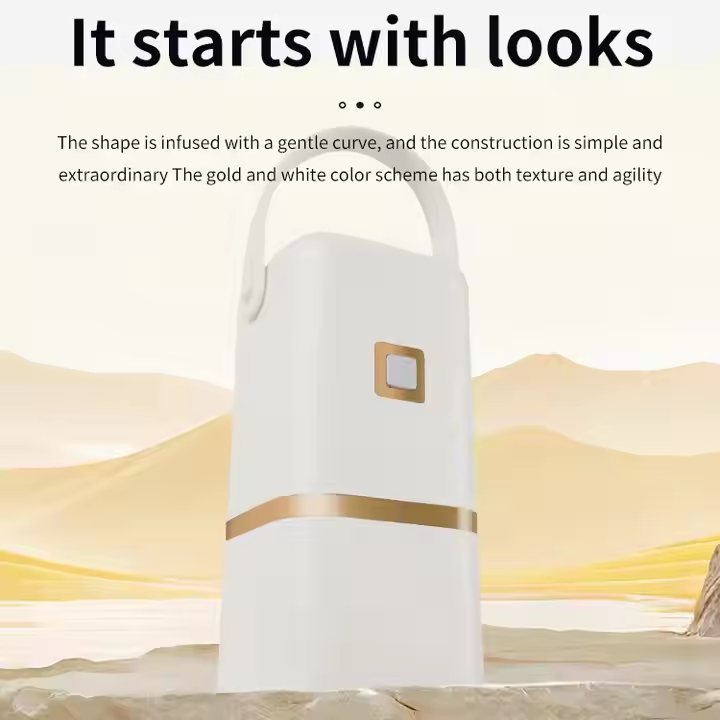 It starts with looks
The shape is infused with a gentle curve, and the construction is simple and
extraordinary The gold and white color scheme has both texture and agility